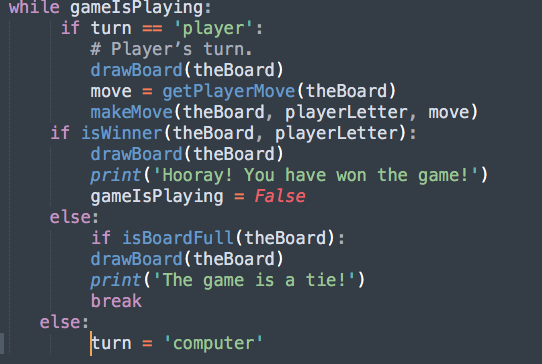 while gameIsPlaying:
if turn == 'player':
# Player’s turn.
drawBoard(theBoard)
move = getPlayerMove(theBoard)
makeMove(theBoard, playerLetter, move)
if isWinner(theBoard, playerLetter):
drawBoard(theBoard)
print('Hooray! You have won the game!')
gameIsPlaying = False
else:
if isBoardFull(theBoard):
drawBoard(theBoard)
print('The game is a tie!')
break
else:
turn = 'computer'